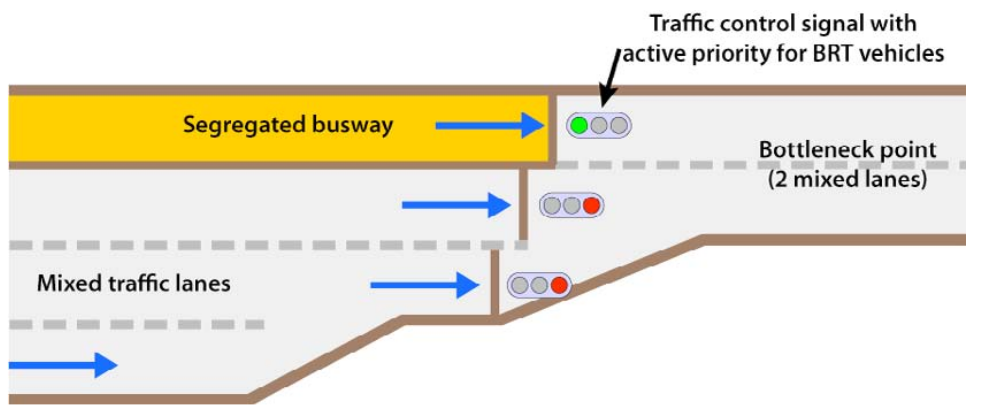 Traffic control signal with
active priority for BRT vehicles
Segregated busway
Bottleneck point
(2 mixed lanes)
Mixed traffic lanes